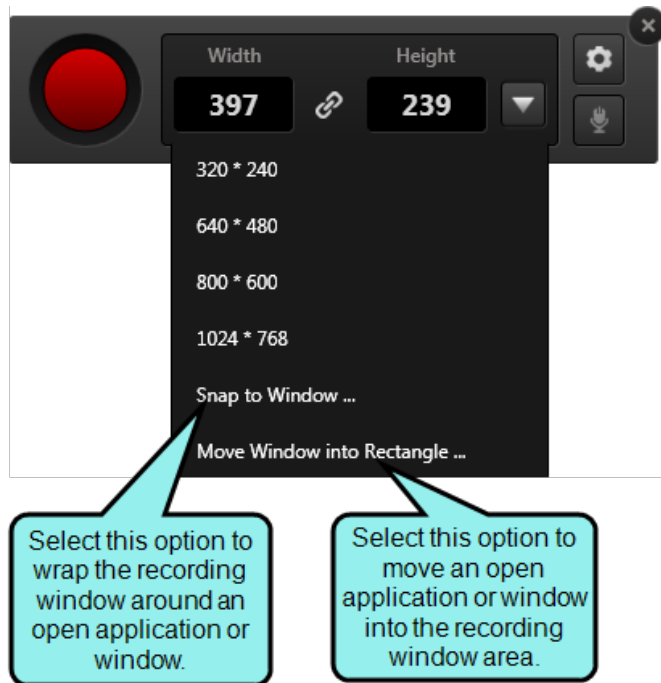 Width Height
397 239
320 * 240
640 * 480
800 * 600
1024 * 768
Snap to Window ...
Move Window into Rectangle ...
Select this option to
wrap the recording
window around an
open application or
window.
Select this option to
move an open
application or window
into the recording
window area.